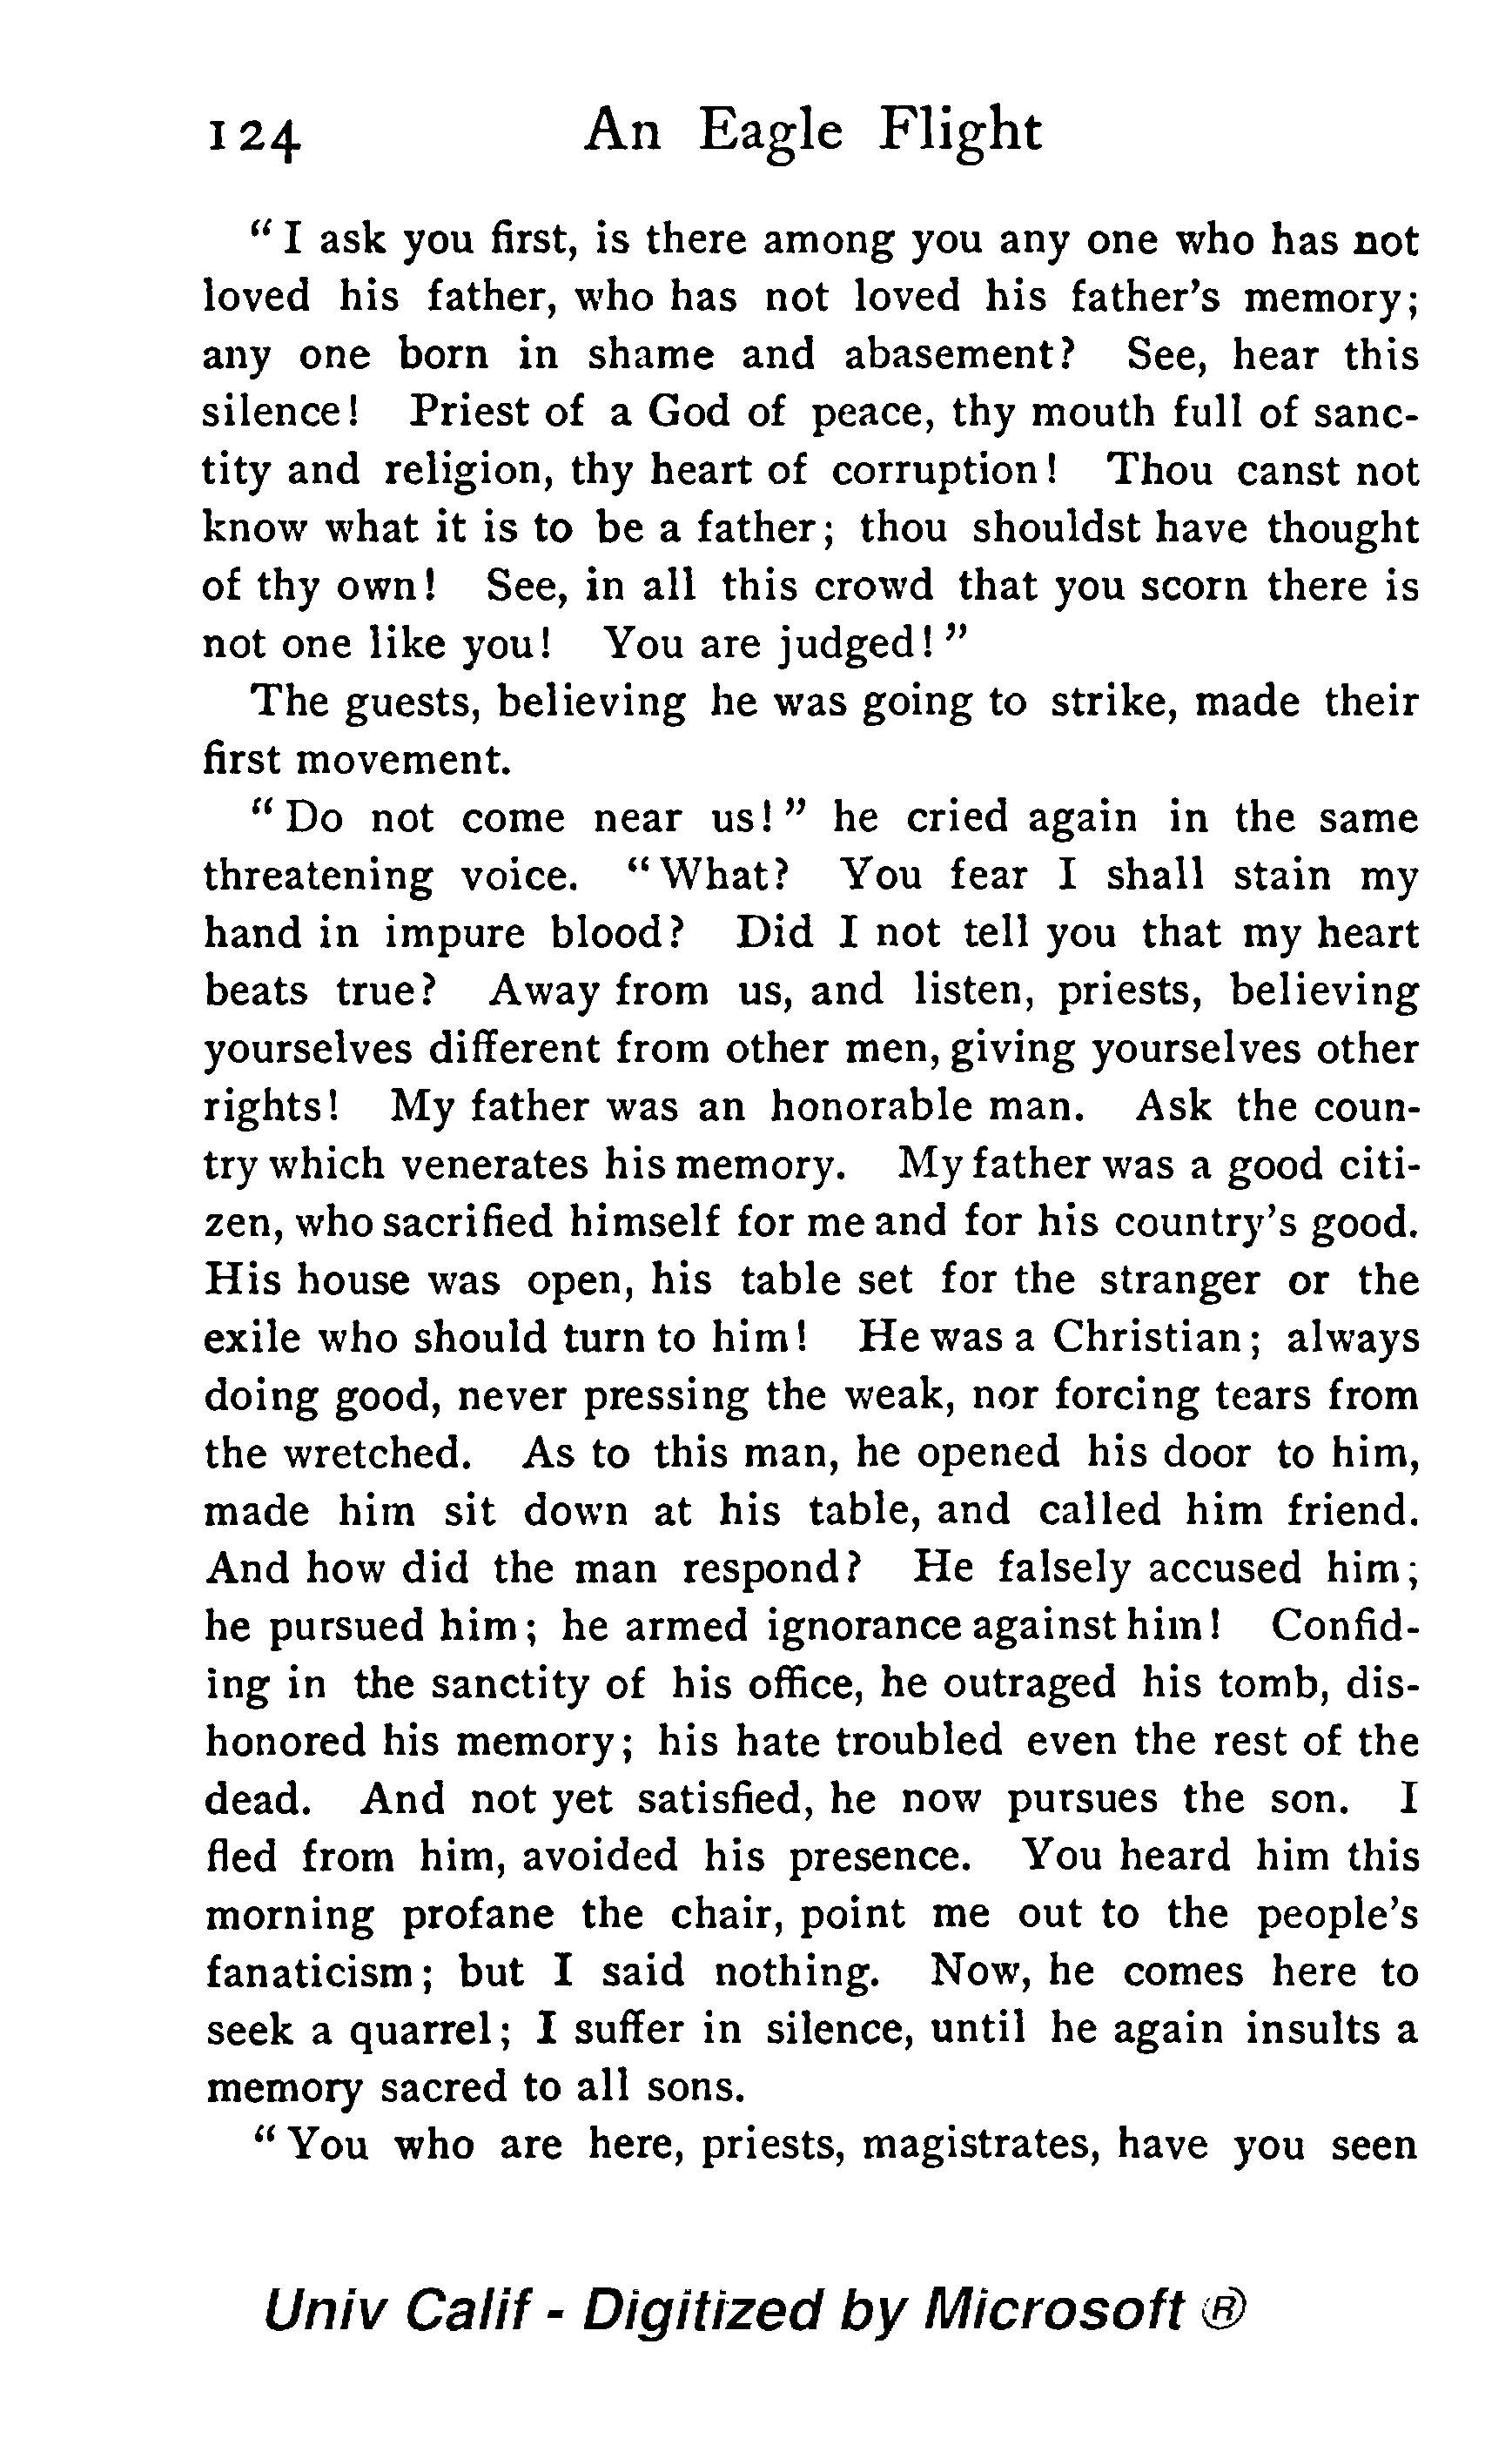 124 An Eagle Flight
" I ask you first, is there among you any one who has not
loved his father, who has not loved his father's memory;
any one born in shame and abasement? See, hear this
silence! Priest of a God of peace, thy mouth full of sanc-
tity and religion, thy heart of corruption! Thou canst not
know what it is to be a father; thou shouldst have thought
of thy own! See, in all this crowd that you scorn there is
not one like you! You are judged! "
The guests, believing he was going to strike, made their
first movement.
" Do not come near us! " he cried again in the same
threatening voice. " What? You fear I shall stain my
hand in impure blood? Did I not tell you that my heart
beats true? Away from us, and listen, priests, believing
yourselves different from other men, giving yourselves other
rights! My father was an honorable man. Ask the coun-
try which venerates his memory. My father was a good citi-
zen, who sacrified himself for me and for his country's good.
His house was open, his table set for the stranger or the
exile who should turn to him! He was a Christian; always
doing good, never pressing the weak, nor forcing tears from
the wretched. As to this man, he opened his door to him,
made him sit down at his table, and called him friend.
And how did the man respond? He falsely accused him;
he pursued him; he armed ignorance against him! Confid-
ing in the sanctity of his office, he outraged his tomb, dis-
honored his memory; his hate troubled even the rest of the
dead. And not yet satisfied, he now pursues the son. I
fled from him, avoided his presence. You heard him this
morning profane the chair, point me out to the people's
fanaticism; but I said nothing. Now, he comes here to
seek a quarrel; I suffer in silence, until he again insults a
memory sacred to all sons.
" You who are here, priests, magistrates, have you seen
Univ Calif - Digitized by Microsoft ®